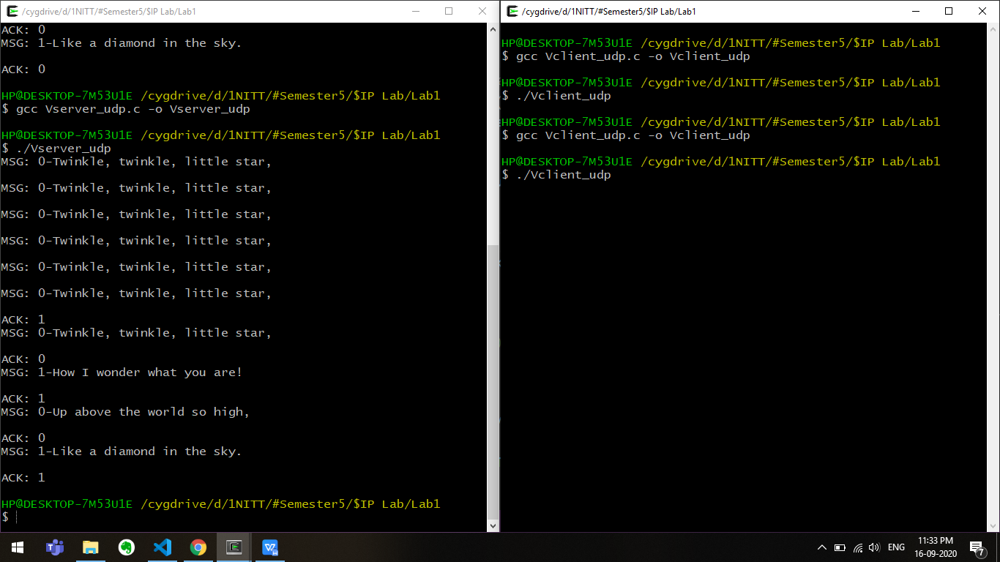 /cygdrive/d/1NITT/#Semester5/$IP Lab/Lab1
ACK: 0
MSG: 1-Like a diamond in the sky.
ACK: 0
HP@DESKTOP-7M53U1E /cygdrive/d/1NITT/#Semester5/$IP Lab/Lab1
$ gcc Vserver_udp.c -o Vserver_udp
HP@DESKTOP-7M53U1E /cygdrive/d/1NITT/#Semester5/$IP Lab/Lab1
$ ./Vserver_udp
MSG: 0-Twinkle, twinkle, little star,
MSG: 0-Twinkle, twinkle, little star,
MSG: 0-Twinkle, twinkle, little star,
MSG: 0-Twinkle, twinkle, little star,
MSG: 0-Twinkle, twinkle, little star,
MSG: 0-Twinkle, twinkle, little star,
ACK: 1
MSG: 0-Twinkle, twinkle, little star,
ACK: 0
MSG: 1-How I wonder what you are!
ACK: 1
MSG: 0-Up above the world so high,
ACK: 0
MSG: 1-Like a diamond in the sky.
ACK: 1
HP@DESKTOP-7M53U1E /cygdrive/d/1NITT/#Semester5/$IP Lab/Lab1
$
/cygdrive/d/1NITT/#Semester5/$IP Lab/Lab1
HP@DESKTOP-7M53U1E /cygdrive/d/1NITT/#Semester5/$IP Lab/Lab1
$ gcc Vclient_udp.c -o Vclient_udp
HP@DESKTOP-7M53U1E /cygdrive/d/1NITT/#Semester5/$IP Lab/Lab1
$ ./Vclient_udp
HP@DESKTOP-7M53U1E /cygdrive/d/1NITT/#Semester5/$IP Lab/Lab1
$ gcc Vclient_udp.c -o Vclient_udp
HP@DESKTOP-7M53U1E /cygdrive/d/1NITT/#Semester5/$IP Lab/Lab1
$ ./Vclient_udp
ENG
11:33 PM
16-09-2020
7